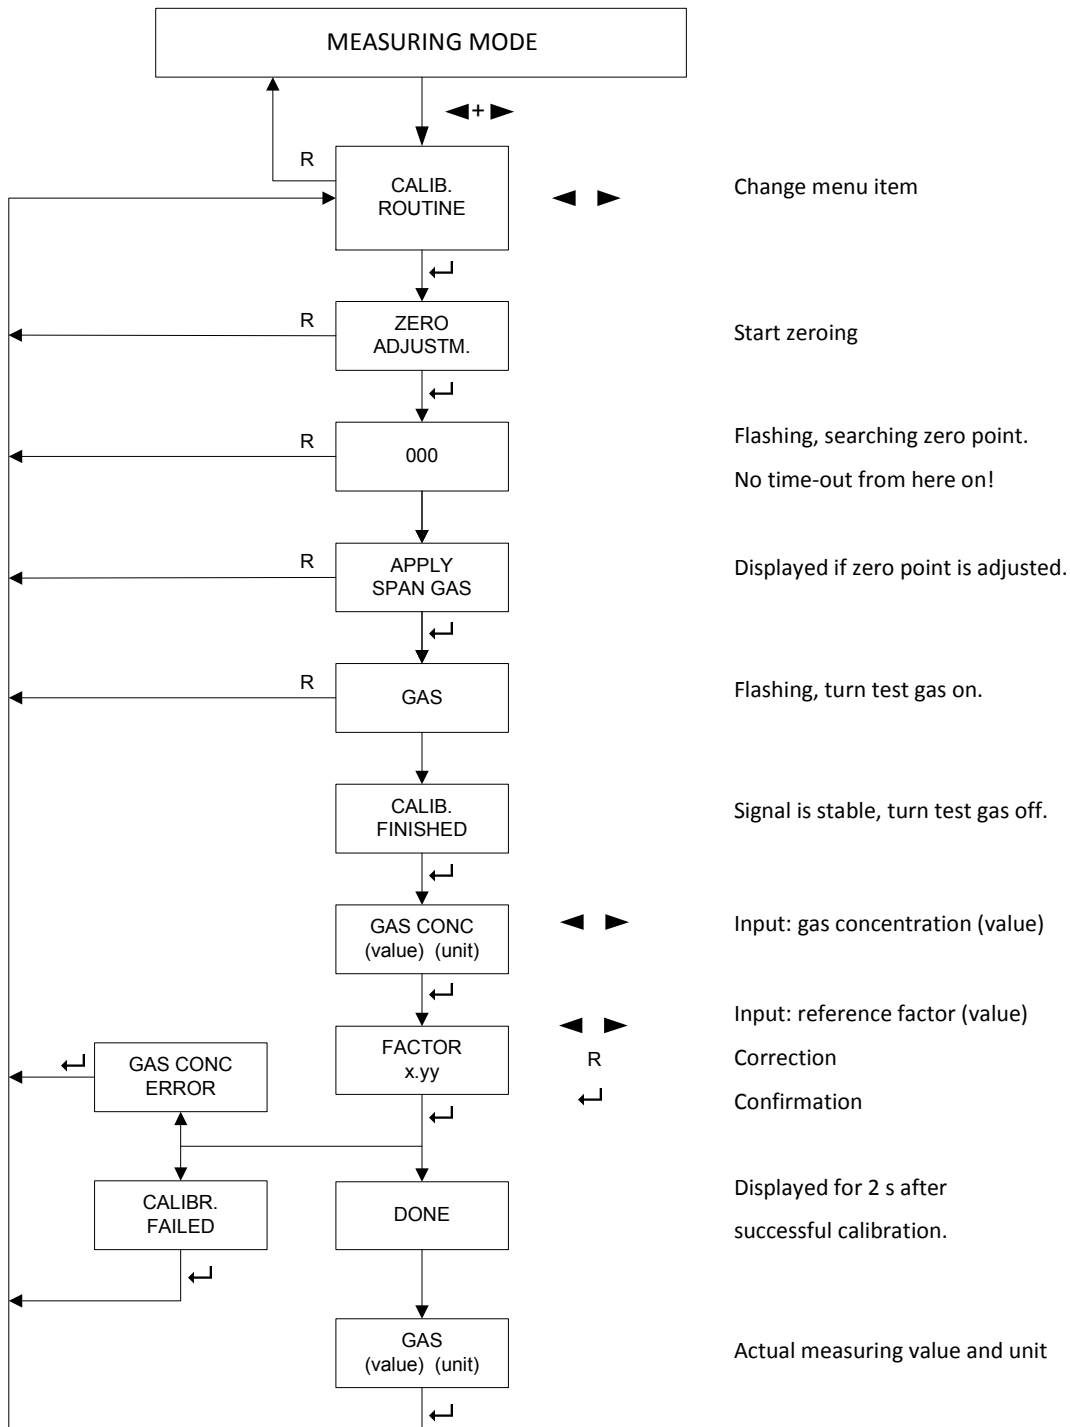 MEASURING MODE
◄+►
R
CALIB.
ROUTINE
◄ ►
Change menu item
↵
R
ZERO
ADJUSTM.
Start zeroing
↵
R
000
Flashing, searching zero point.
No time-out from here on!
R
APPLY
SPAN GAS
Displayed if zero point is adjusted.
↵
R
GAS
Flashing, turn test gas on.
CALIB.
FINISHED
Signal is stable, turn test gas off.
↵
GAS CONC
(value) (unit)
◄ ►
Input: gas concentration (value)
↵
FACTOR
x.yy
◄ ►
Input: reference factor (value)
R
Correction
↵
Confirmation
↵
GAS CONC
ERROR
↵
CALIBR.
FAILED
↵
DONE
Displayed for 2 s after
successful calibration.
GAS
(value) (unit)
Actual measuring value and unit
↵